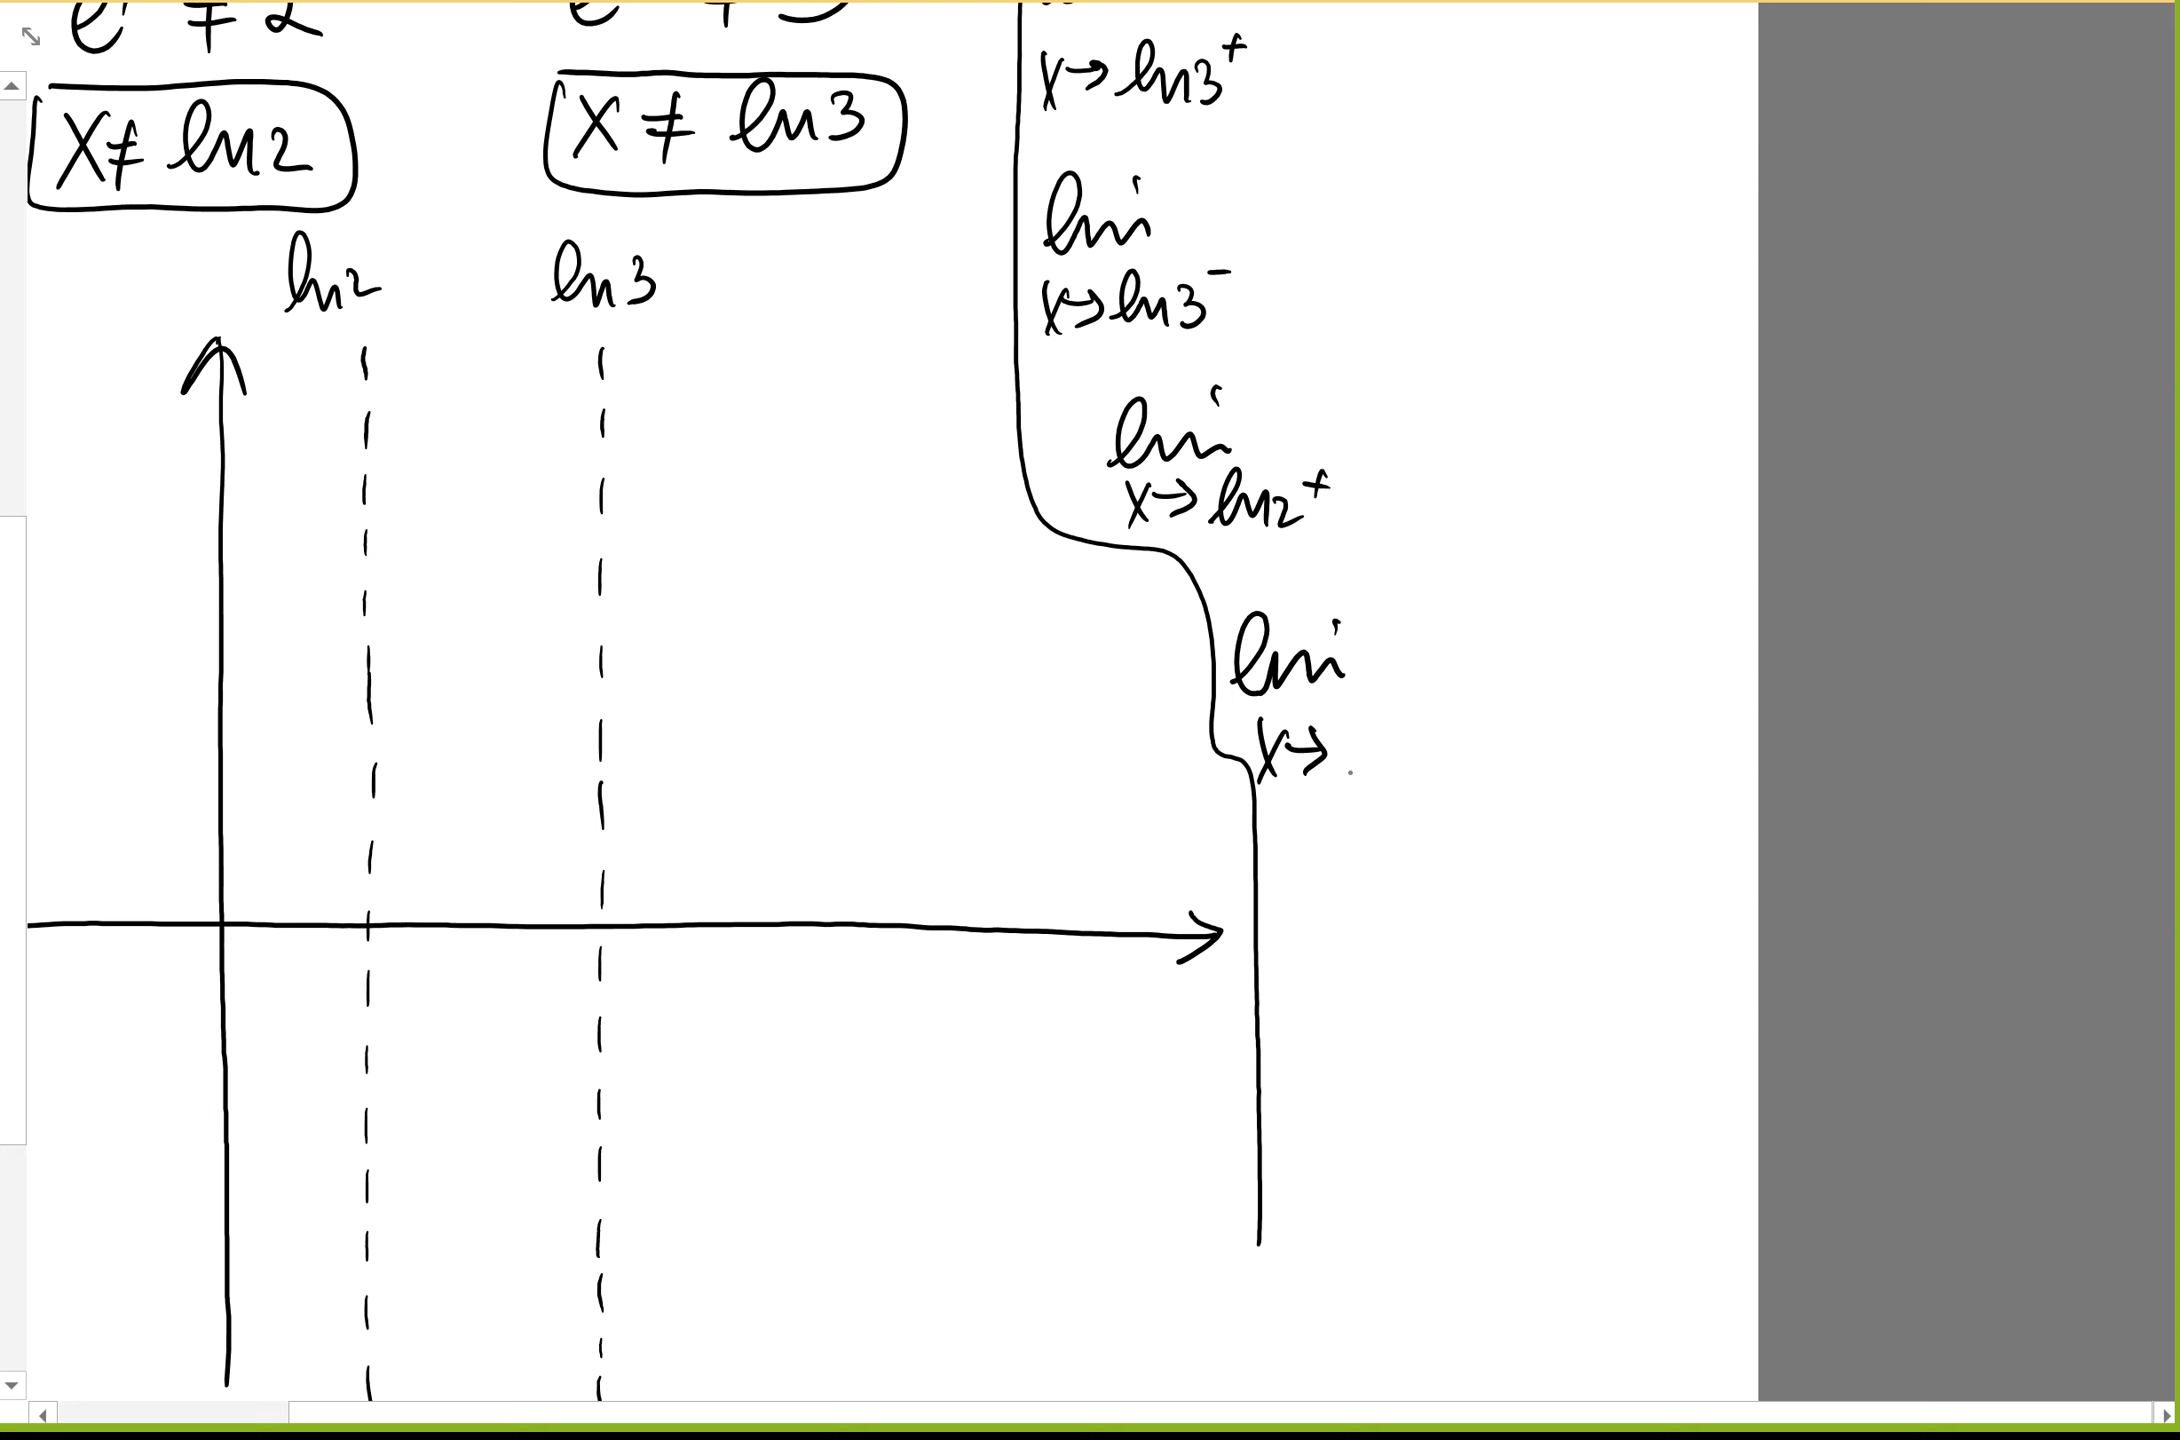 x ≠ ln2
x ≠ ln3
ln2
ln3
x → ln3⁺
lim
x → ln3⁻
lim
x → ln2⁺
lim
x →